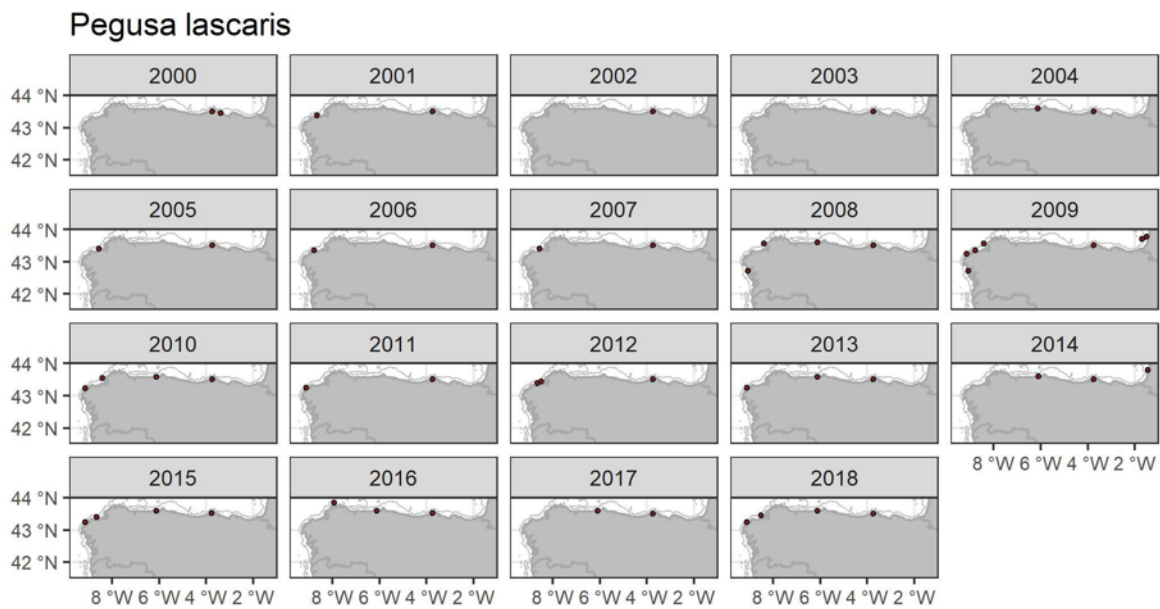 Pegusa lascaris
2000 2001 2002 2003 2004
44 °N
43 °N
42 °N
2005 2006 2007 2008 2009
44 °N
43 °N
42 °N
2010 2011 2012 2013 2014
44 °N
43 °N
42 °N
8 °W 6 °W 4 °W 2 °W
2015 2016 2017 2018
44 °N
43 °N
42 °N
8 °W 6 °W 4 °W 2 °W 8 °W 6 °W 4 °W 2 °W 8 °W 6 °W 4 °W 2 °W 8 °W 6 °W 4 °W 2 °W